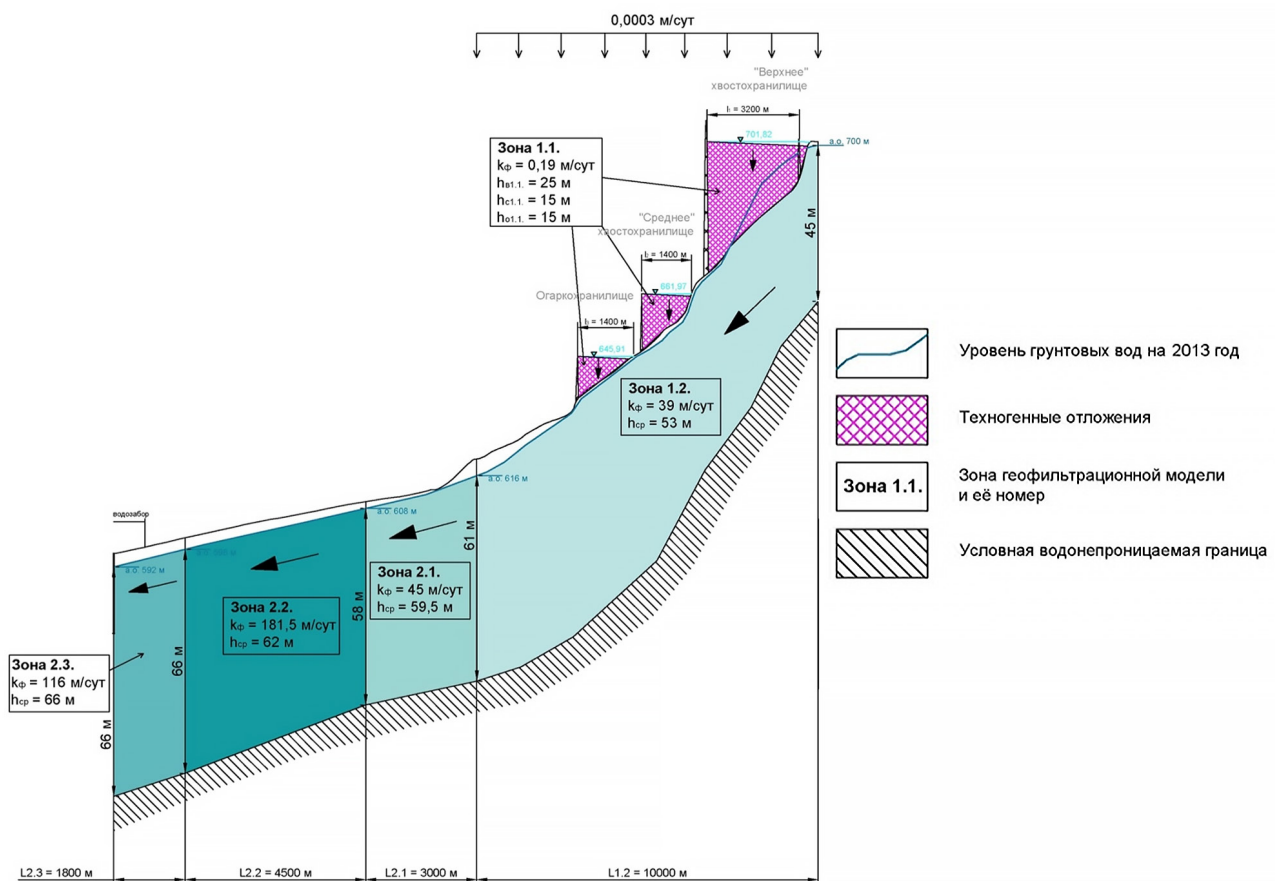 0,0003 м/сут
"Верхнее"
хвостохранилище
l₁ = 3200 м
701,82
а.о. 700 м
45 м
Зона 1.1.
kф = 0,19 м/сут
hв1.1. = 25 м
hс1.1. = 15 м
hо1.1. = 15 м
"Среднее"
хвостохранилище
= 1400 м
661,97
Огаркохранилище
= 1400 м
645,91
Зона 1.2.
kф = 39 м/сут
hср = 53 м
Уровень грунтовых вод на 2013 год
Техногенные отложения
Зона 1.1.
Зона геофильтрационной модели
и её номер
Условная водонепроницаемая граница
а.о. 616 м
61 м
а.о. 608 м
58 м
Зона 2.1.
kф = 45 м/сут
hср = 59,5 м
водозабор
а.о. 592 м
Зона 2.2.
kф = 181,5 м/сут
hср = 62 м
66 м
Зона 2.3.
kф = 116 м/сут
hср = 66 м
66 м
L2.3 = 1800 м
L2.2 = 4500 м
L2.1 = 3000 м
L1.2 = 10000 м